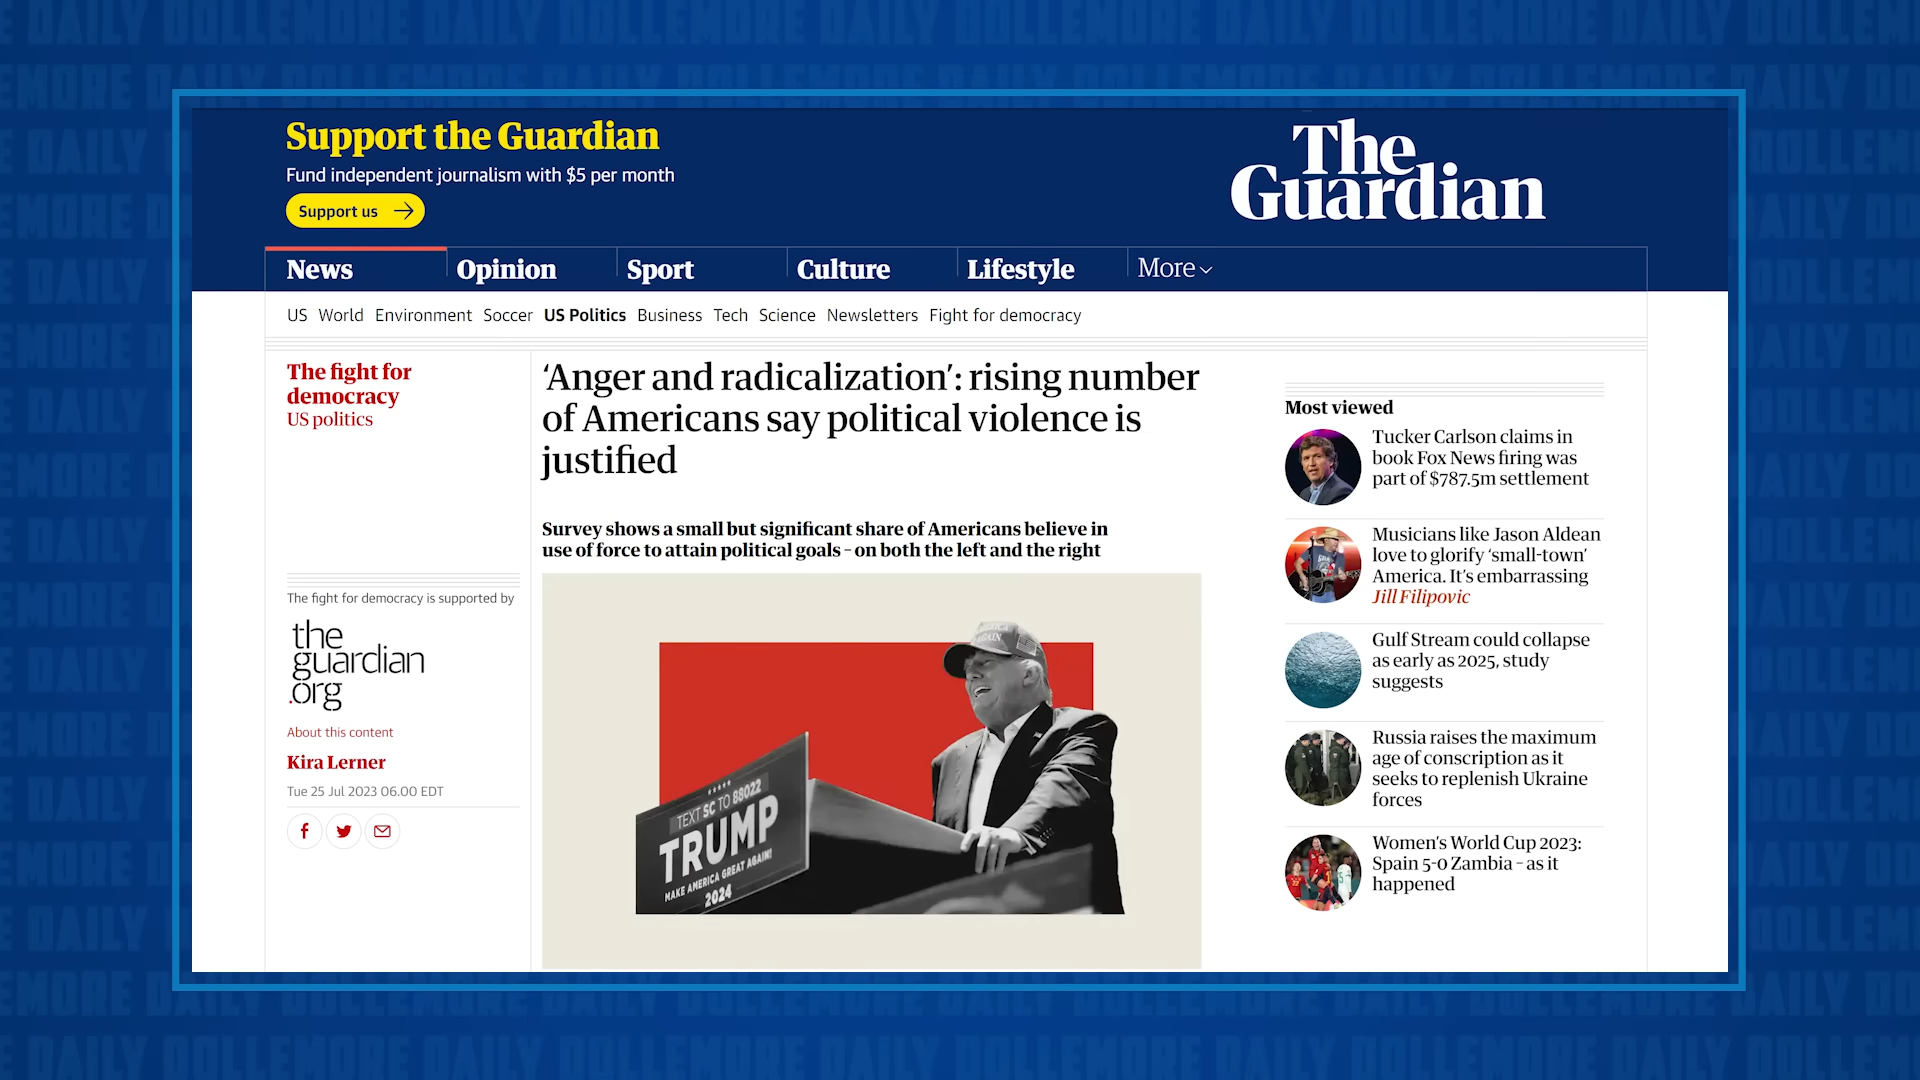 DAILY DOLLEMORE DAILY DOLLEMORE DAILY DOLLEMORE DAILY
Support the Guardian
Fund independent journalism with $5 per month
Support us
The
Guardian
News
Opinion
Sport
Culture
Lifestyle
More
US World Environment Soccer US Politics Business Tech Science Newsletters Fight for democracy
The fight for
democracy
US politics
‘Anger and radicalization’: rising number
of Americans say political violence is
justified
Survey shows a small but significant share of Americans believe in
use of force to attain political goals – on both the left and the right
The fight for democracy is supported by
the
guardian
.org
About this content
Kira Lerner
Tue 25 Jul 2023 06.00 EDT
AGAIN
TEXT SC TO 88022
TRUMP
MAKE AMERICA GREAT AGAIN!
2024
Most viewed
Tucker Carlson claims in
book Fox News firing was
part of $787.5m settlement
Musicians like Jason Aldean
love to glorify ‘small-town’
America. It’s embarrassing
Jill Filipovic
Gulf Stream could collapse
as early as 2025, study
suggests
Russia raises the maximum
age of conscription as it
seeks to replenish Ukraine
forces
Women’s World Cup 2023:
Spain 5-0 Zambia – as it
happened